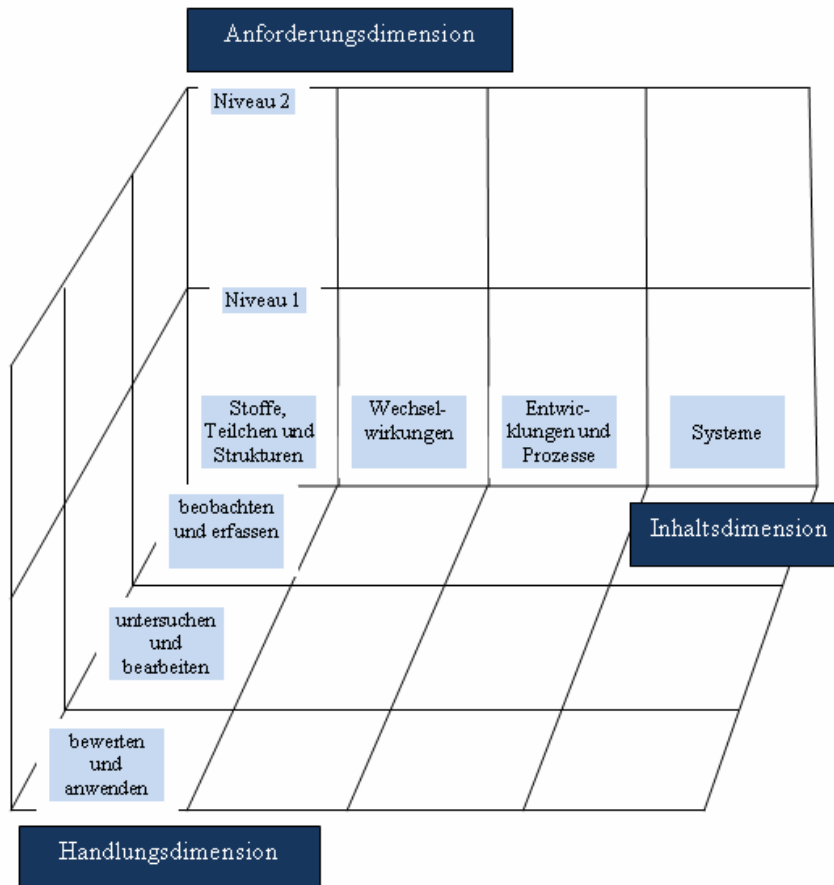 Anforderungsdimension
Niveau 2
Niveau 1
Stoffe,
Teilchen und
Strukturen
Wechsel-
wirkungen
Entwic-
klungen und
Prozesse
Systeme
beobachten
und erfassen
Inhaltsdimension
untersuchen
und
bearbeiten
bewerten
und
anwenden
Handlungsdimension